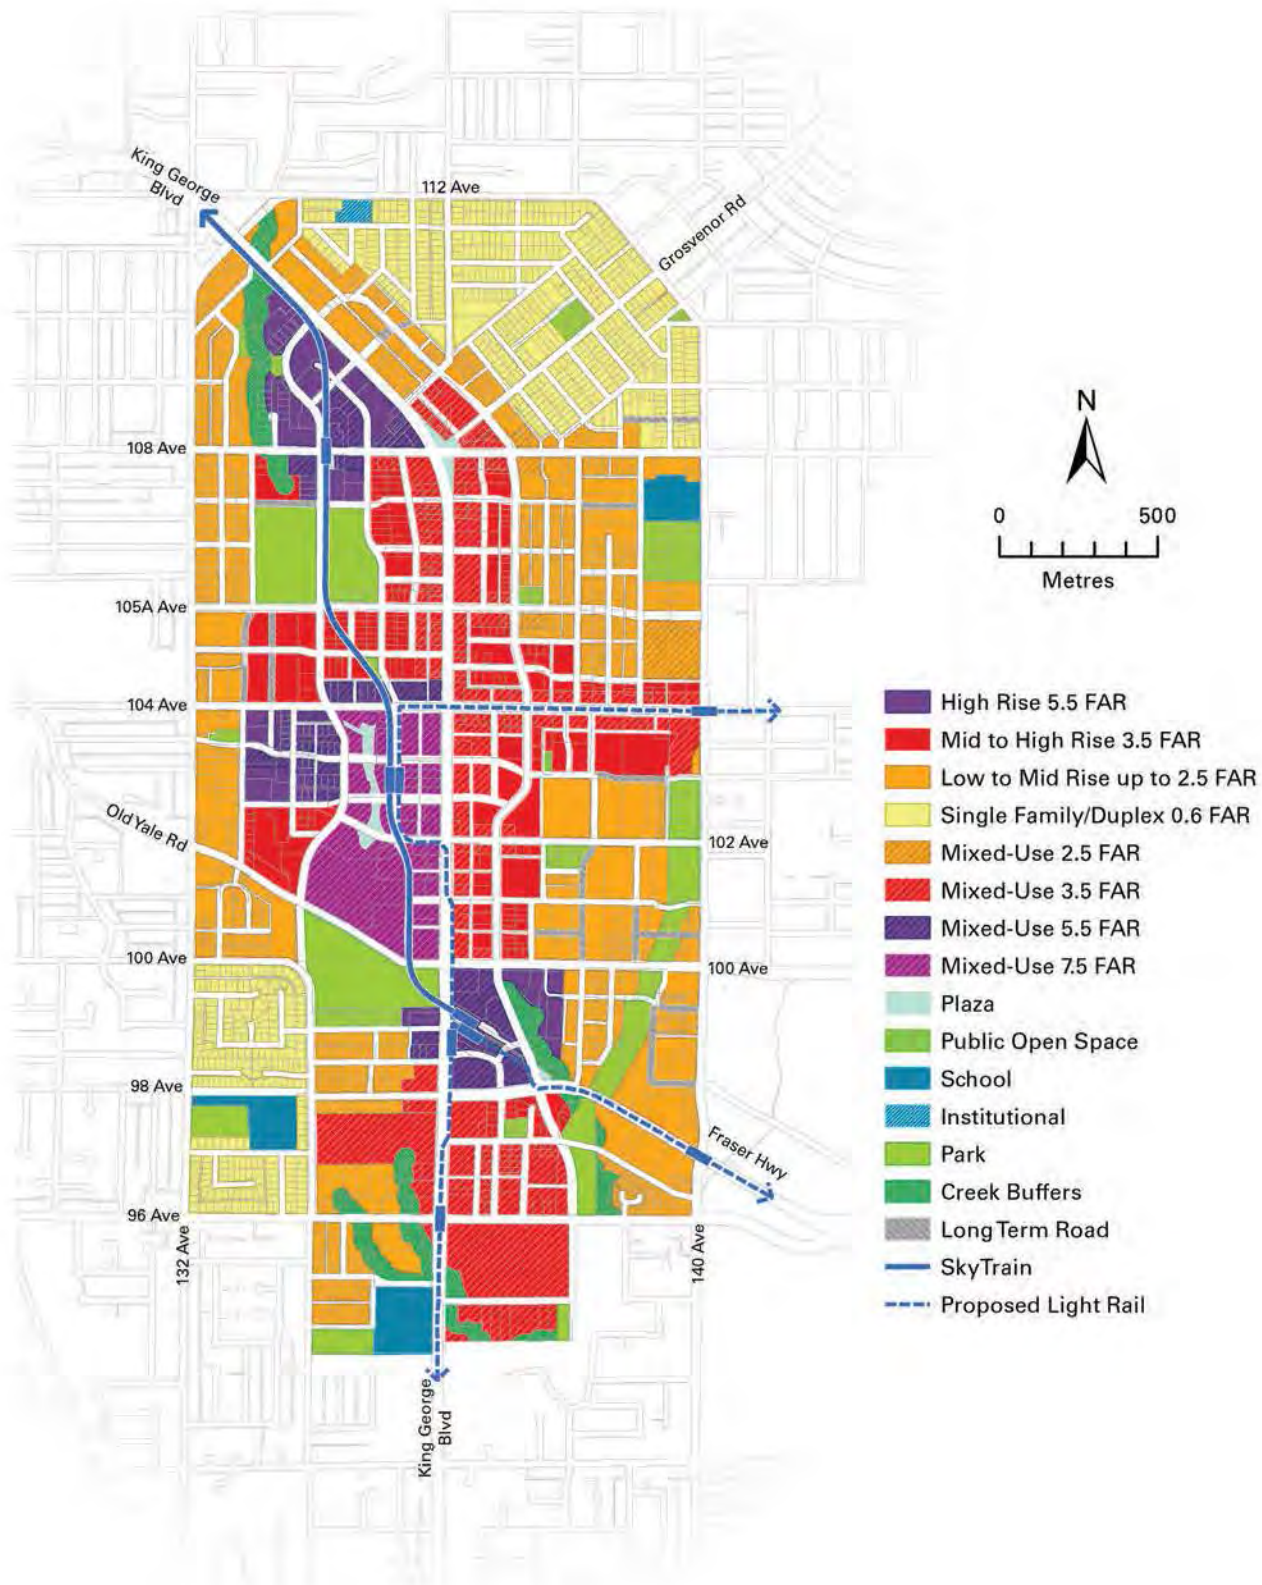 King George
Blvd
112 Ave
Grosvenor Rd
108 Ave
105A Ave
104 Ave
Old Yale Rd
102 Ave
100 Ave
100 Ave
98 Ave
Fraser Hwy
96 Ave
132 Ave
140 Ave
King George
Blvd
N
0 500
Metres
High Rise 5.5 FAR
Mid to High Rise 3.5 FAR
Low to Mid Rise up to 2.5 FAR
Single Family/Duplex 0.6 FAR
Mixed-Use 2.5 FAR
Mixed-Use 3.5 FAR
Mixed-Use 5.5 FAR
Mixed-Use 7.5 FAR
Plaza
Public Open Space
School
Institutional
Park
Creek Buffers
Long Term Road
SkyTrain
Proposed Light Rail